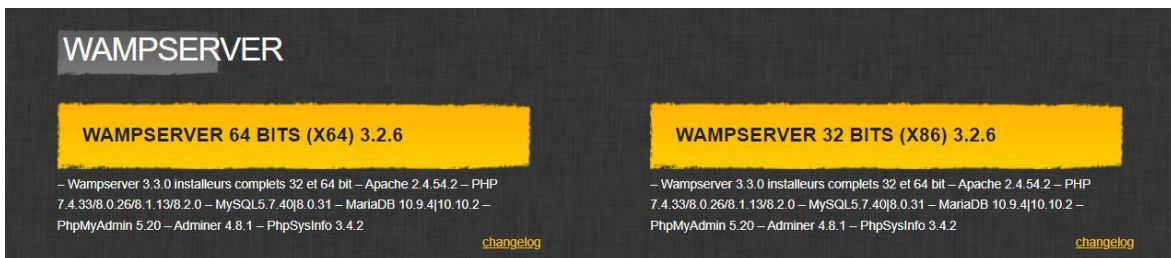 WAMPSERVER
WAMPSERVER 64 BITS (X64) 3.2.6
– Wampserver 3.3.0 installeurs complets 32 et 64 bit – Apache 2.4.54.2 – PHP
7.4.33/8.0.26/8.1.13/8.2.0 – MySQL5.7.40|8.0.31 – MariaDB 10.9.4|10.10.2 –
PhpMyAdmin 5.20 – Adminer 4.8.1 – PhpSysInfo 3.4.2
changelog
WAMPSERVER 32 BITS (X86) 3.2.6
– Wampserver 3.3.0 installeurs complets 32 et 64 bit – Apache 2.4.54.2 – PHP
7.4.33/8.0.26/8.1.13/8.2.0 – MySQL5.7.40|8.0.31 – MariaDB 10.9.4|10.10.2 –
PhpMyAdmin 5.20 – Adminer 4.8.1 – PhpSysInfo 3.4.2
changelog